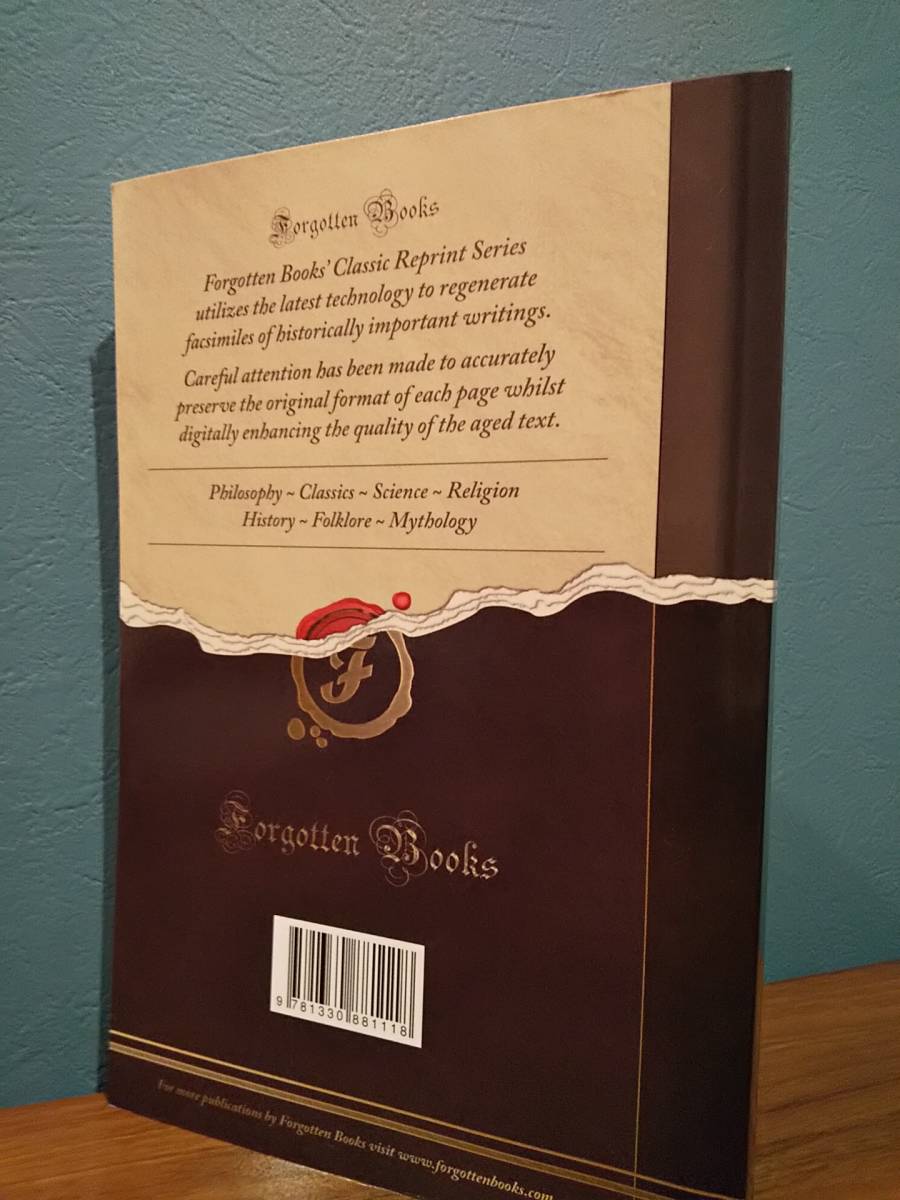 Forgotten Books
Forgotten Books' Classic Reprint Series
utilizes the latest technology to regenerate
facsimiles of historically important writings.
Careful attention has been made to accurately
preserve the original format of each page whilst
digitally enhancing the quality of the aged text.
Philosophy ~ Classics ~ Science ~ Religion
History ~ Folklore ~ Mythology
F
Forgotten Books
9 781330 881118
For more publications by Forgotten Books visit www.forgottenbooks.com